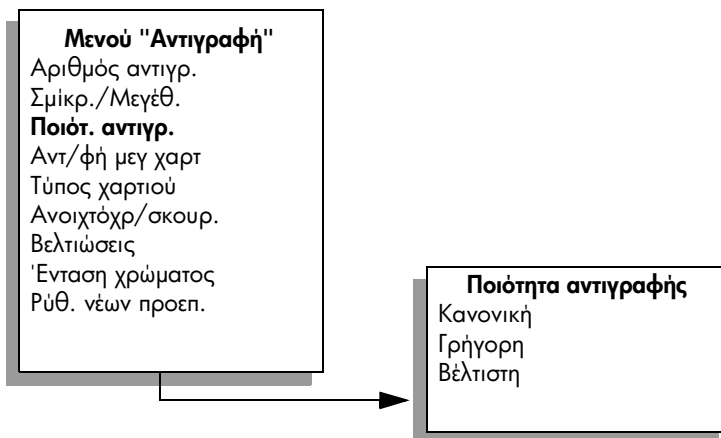 Μενού "Αντιγραφή"
Αριθμός αντιγρ.
Σμίκρ./Μεγέθ.
Ποιότ. αντιγρ.
Αντ/φή μεγ χαρτ
Τύπος χαρτιού
Ανοιχτόχρ/σκουρ.
Βελτιώσεις
Ένταση χρώματος
Ρύθ. νέων προεπ.
Ποιότητα αντιγραφής
Κανονική
Γρήγορη
Βέλτιστη